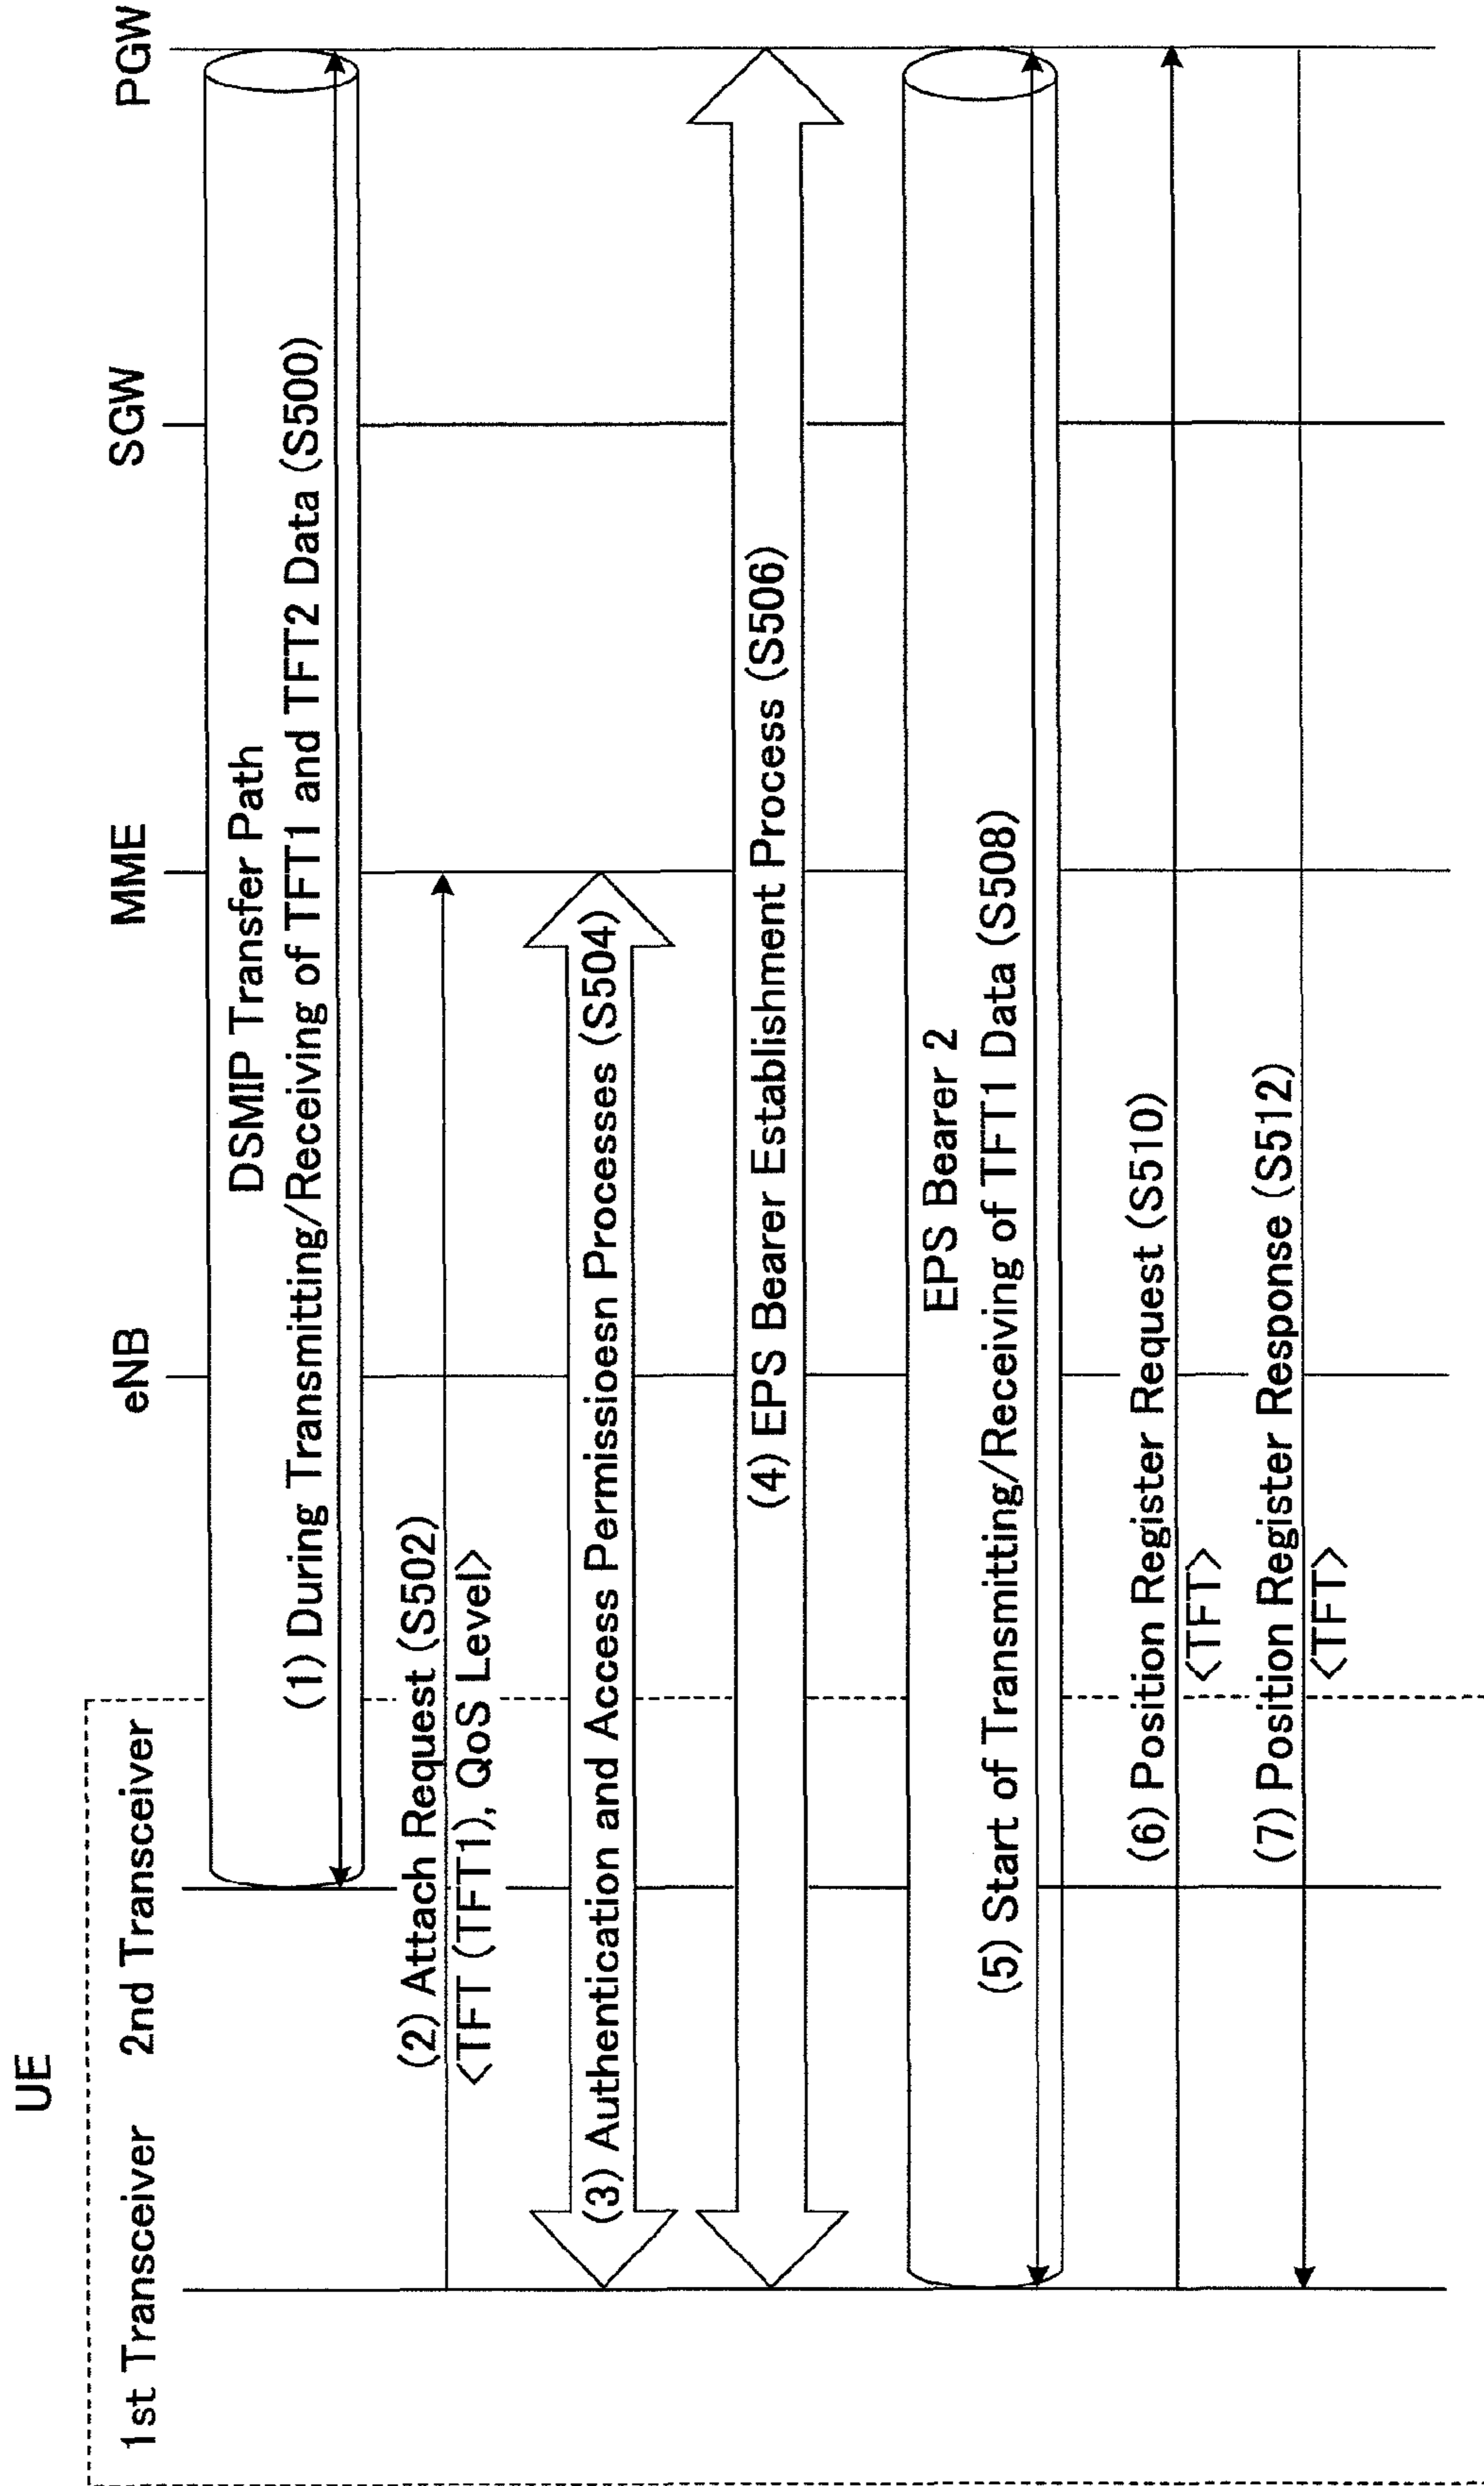 UE
1st Transceiver
2nd Transceiver
eNB
MME
SGW
PGW
DSMIP Transfer Path
(1) During Transmitting/Receiving of TFT1 and TFT2 Data (S500)
(2) Attach Request (S502)
<TFT (TFT1), QoS Level>
(3) Authentication and Access Permissioesn Processes (S504)
(4) EPS Bearer Establishment Process (S506)
EPS Bearer 2
(5) Start of Transmitting/Receiving of TFT1 Data (S508)
(6) Position Register Request (S510)
<TFT>
(7) Position Register Response (S512)
<TFT>